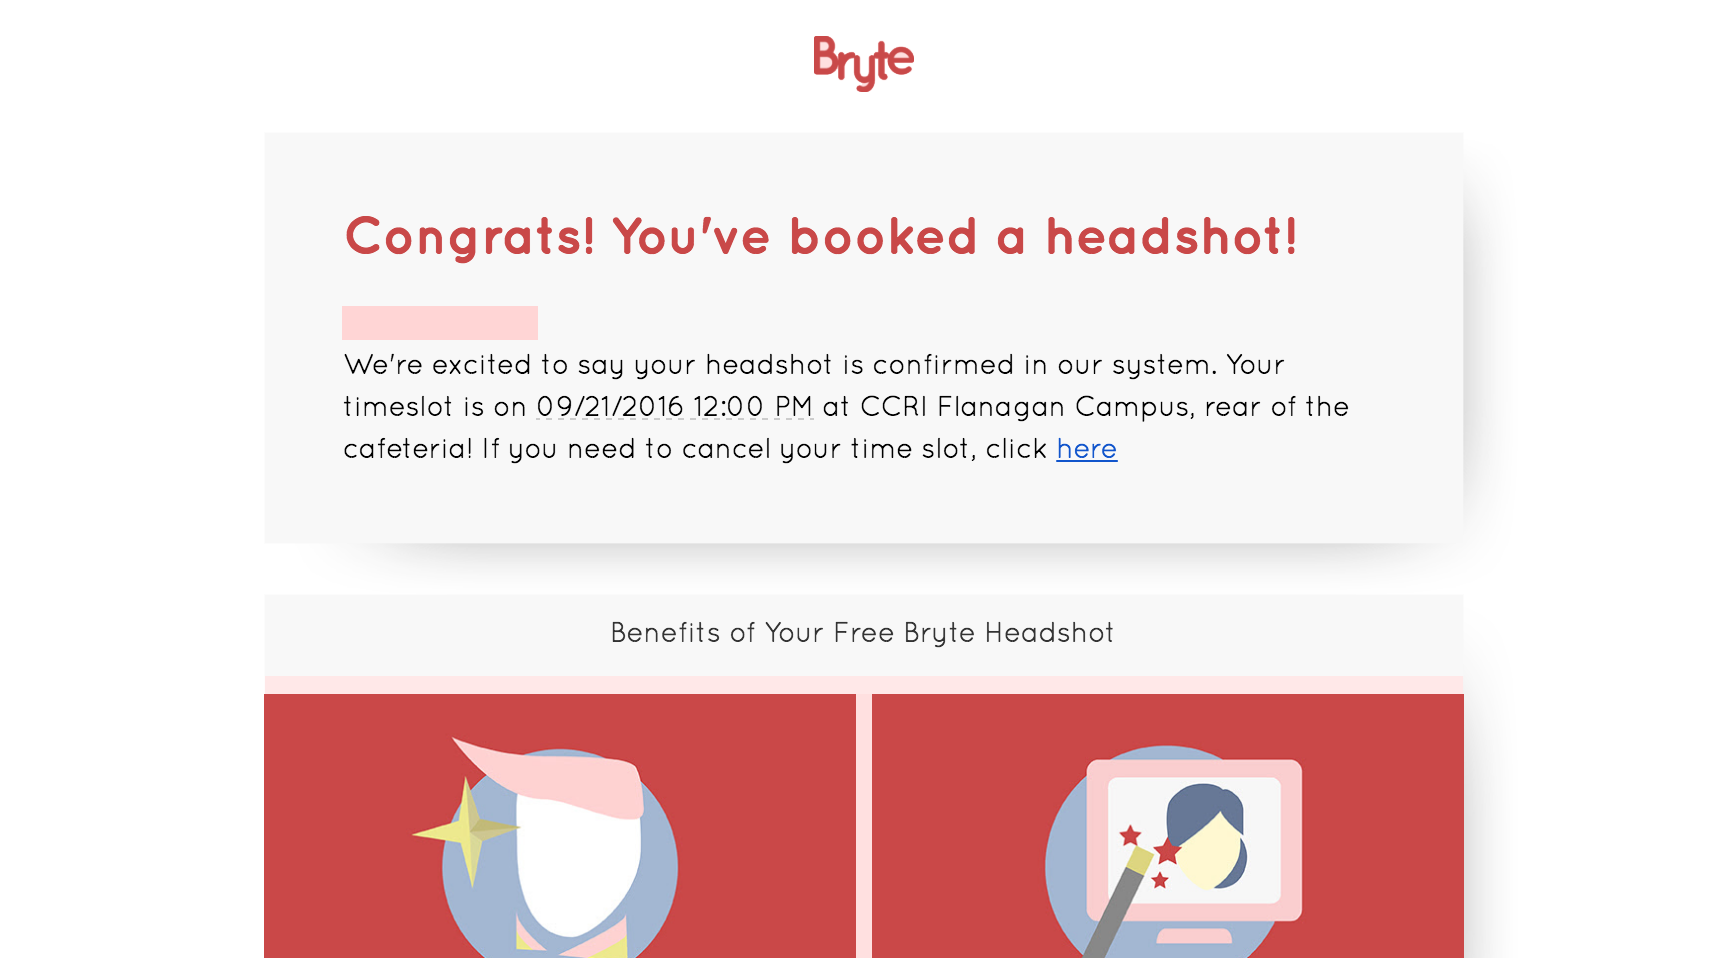 Bryte
Congrats! You've booked a headshot!
We're excited to say your headshot is confirmed in our system. Your
timeslot is on 09/21/2016 12:00 PM at CCRI Flanagan Campus, rear of the
cafeteria! If you need to cancel your time slot, click here
Benefits of Your Free Bryte Headshot